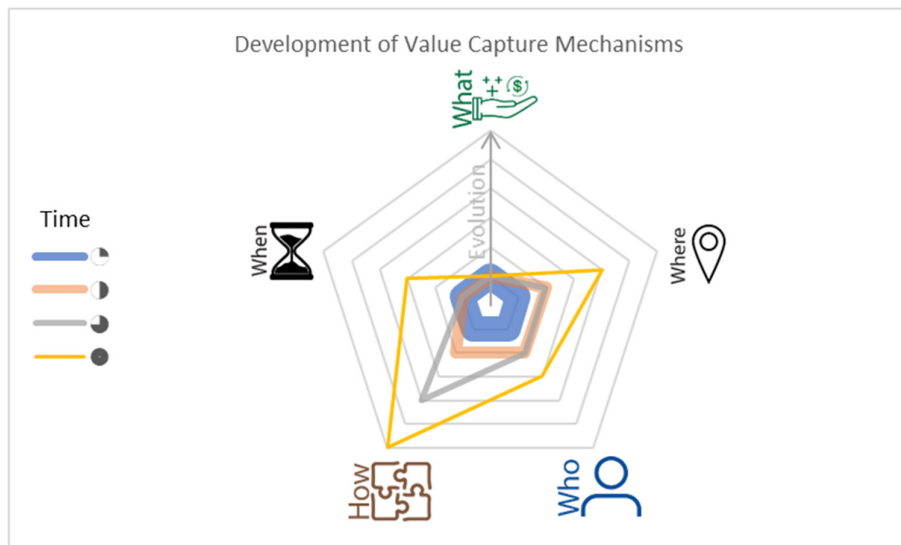 Development of Value Capture Mechanisms
What
$
Evolution
Time
When
Where
How
Who